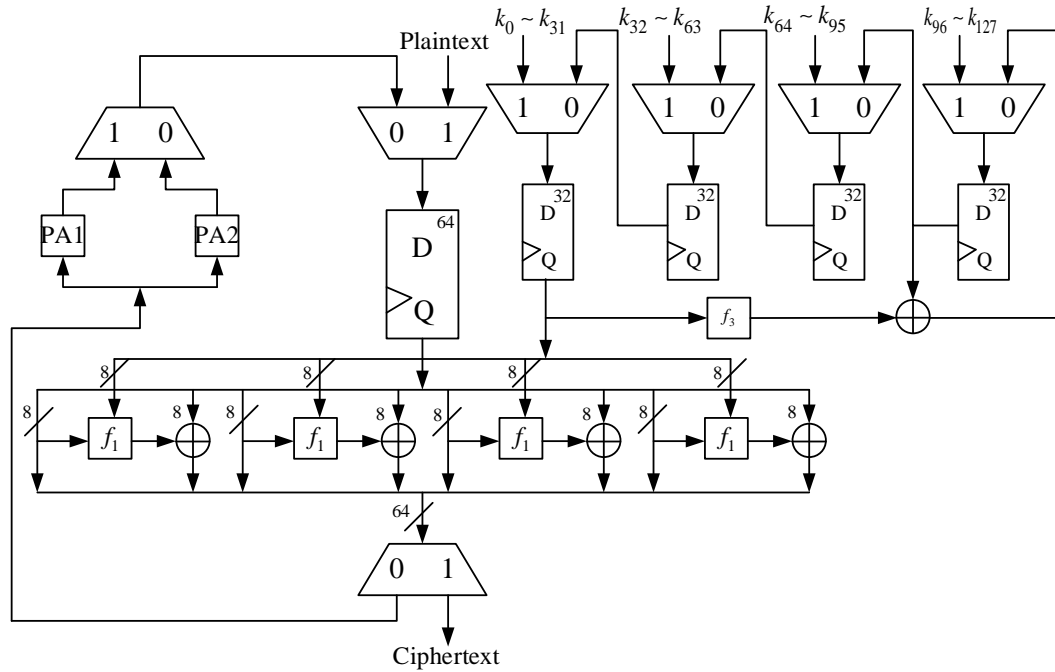 k₀ ~ k₃₁
k₃₂ ~ k₆₃
k₆₄ ~ k₉₅
k₉₆ ~ k₁₂₇
Plaintext
1 0
0 1
1 0
1 0
1 0
1 0
PA1
PA2
64
D
Q
32
D
Q
32
D
Q
32
D
Q
32
D
Q
f₃
8
8
8
8
8
8
8
8
8
8
8
8
f₁
f₁
f₁
f₁
64
0 1
Ciphertext